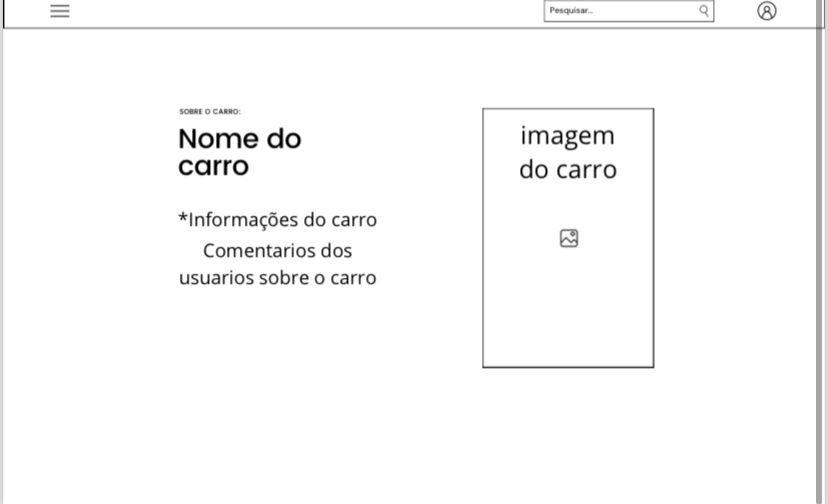 Pesquisar...
SOBRE O CARRO:
Nome do
carro
*Informações do carro
Comentarios dos
usuarios sobre o carro
imagem
do carro